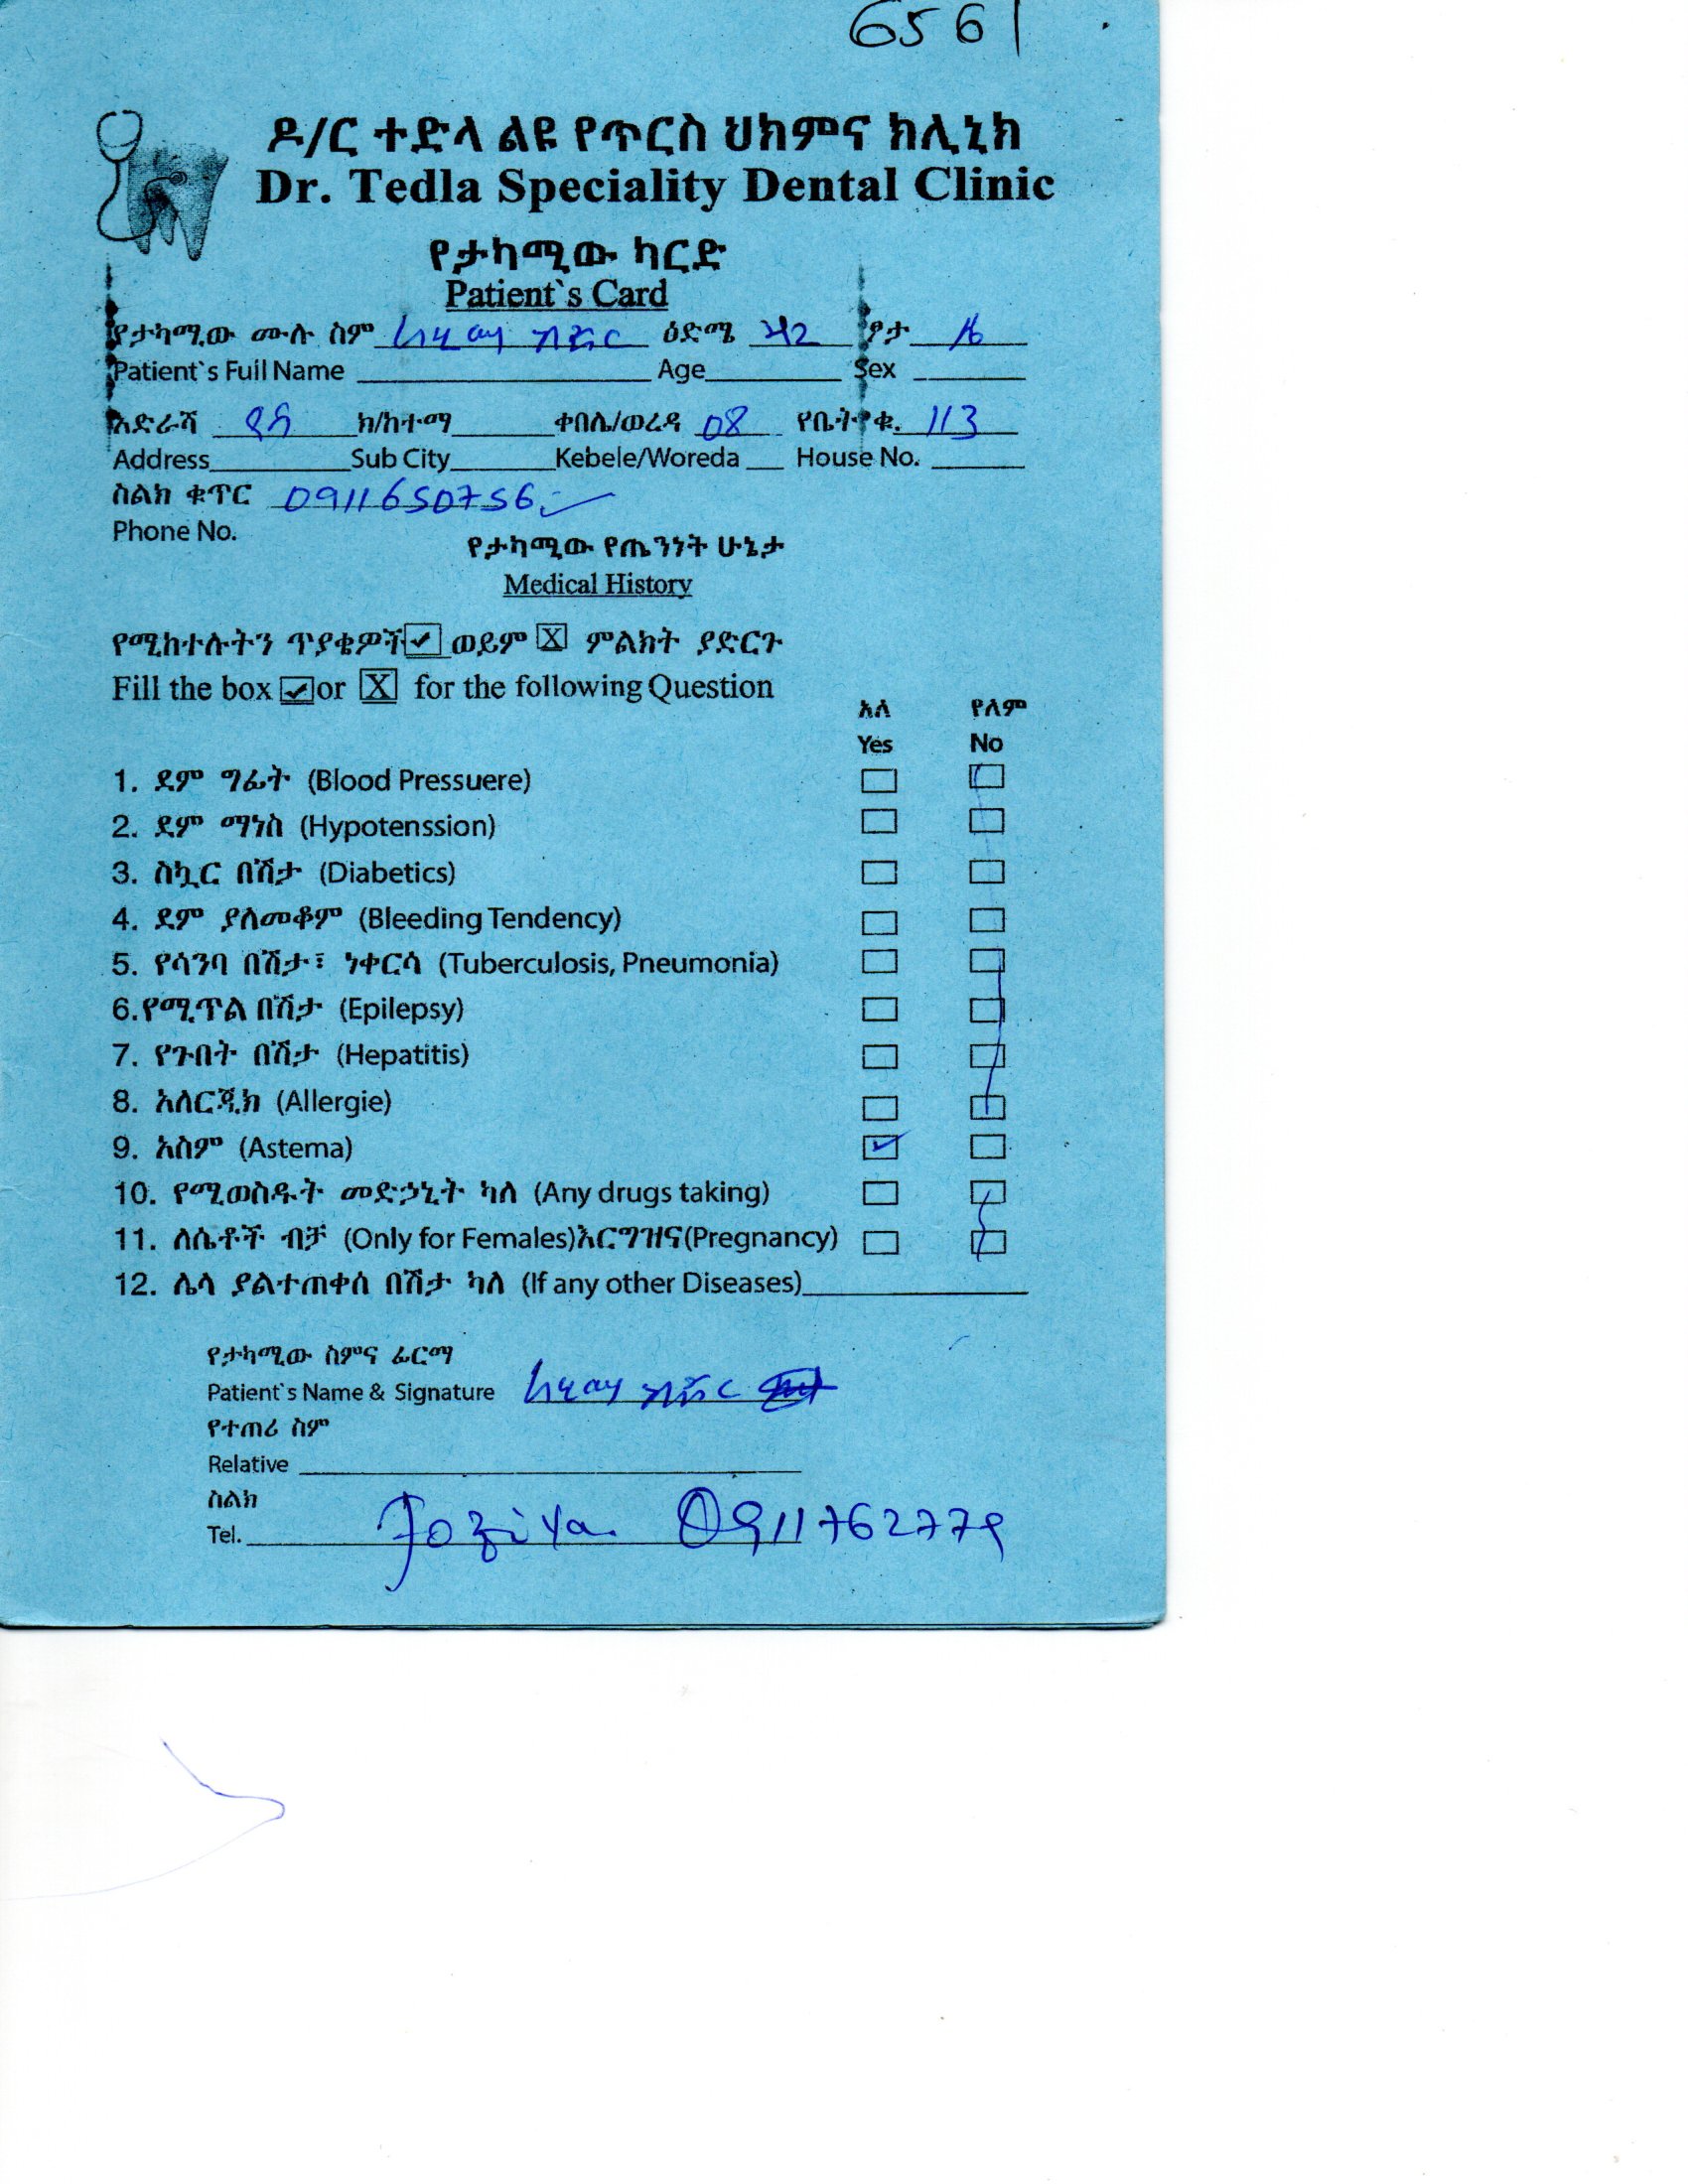 6561
ዶ/ር ተድላ ልዩ የጥርስ ህክምና ክሊኒክ
Dr. Tedla Speciality Dental Clinic
የታካሚው ካርድ
Patient`s Card
የታካሚው ሙሉ ስም ዕድሜ ፆታ
Patient`s Full Name Age Sex
አድራሻ ክ/ከተማ ቀበሌ/ወረዳ 08 የቤት ቁ. 113
Address Sub City Kebele/Woreda House No.
ስልክ ቁጥር 0911650756
Phone No.
የታካሚው የጤንነት ሁኔታ
Medical History
የሚከተሉትን ጥያቄዎች ወይም X ምልክት ያድርጉ
Fill the box or X for the following Question
አለ የለም
Yes No
1. ደም ግፊት (Blood Pressuere)
2. ደም ማነስ (Hypotenssion)
3. ስኳር በሽታ (Diabetics)
4. ደም ያለመቆም (Bleeding Tendency)
5. የሳንባ በሽታ፣ ነቀርሳ (Tuberculosis, Pneumonia)
6. የሚጥል በሽታ (Epilepsy)
7. የጉበት በሽታ (Hepatitis)
8. አለርጂክ (Allergie)
9. አስም (Astema)
10. የሚወስዱት መድኃኒት ካለ (Any drugs taking)
11. ለሴቶች ብቻ (Only for Females)እርግዝና(Pregnancy)
12. ሌላ ያልተጠቀሰ በሽታ ካለ (If any other Diseases)
የታካሚው ስምና ፊርማ
Patient`s Name & Signature
የተጠሪ ስም
Relative
ስልክ
Tel. Foziya 0911762779